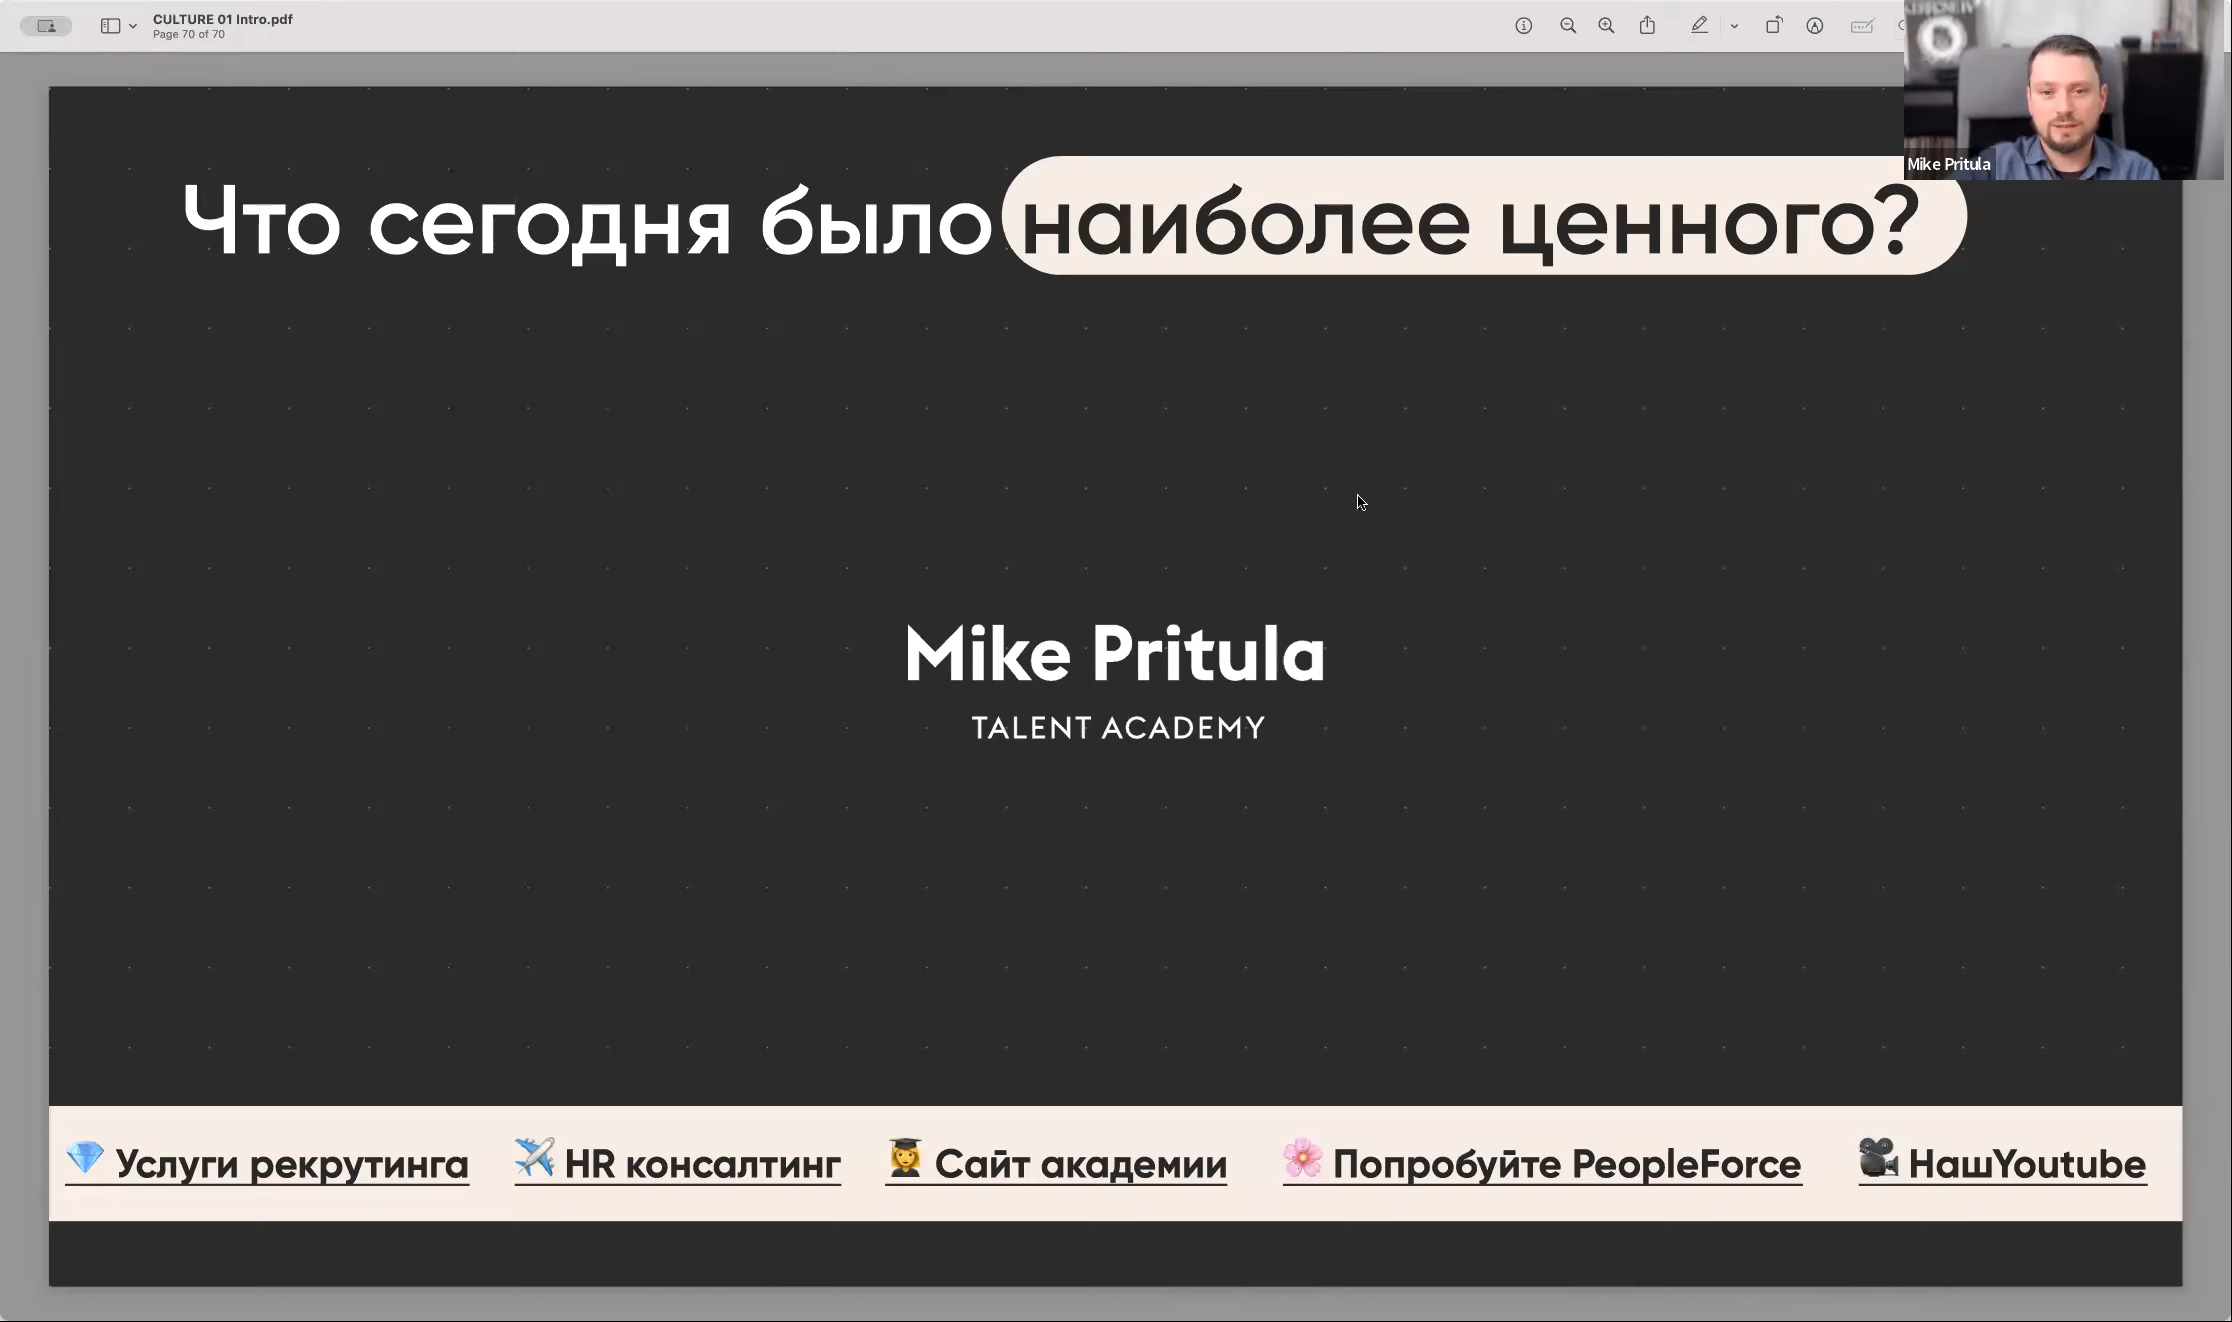 CULTURE 01 Intro.pdf
Page 70 of 70
Mike Pritula
Что сегодня было наиболее ценного?
Mike Pritula
TALENT ACADEMY
Услуги рекрутинга
HR консалтинг
Сайт академии
Попробуйте PeopleForce
НашYoutube